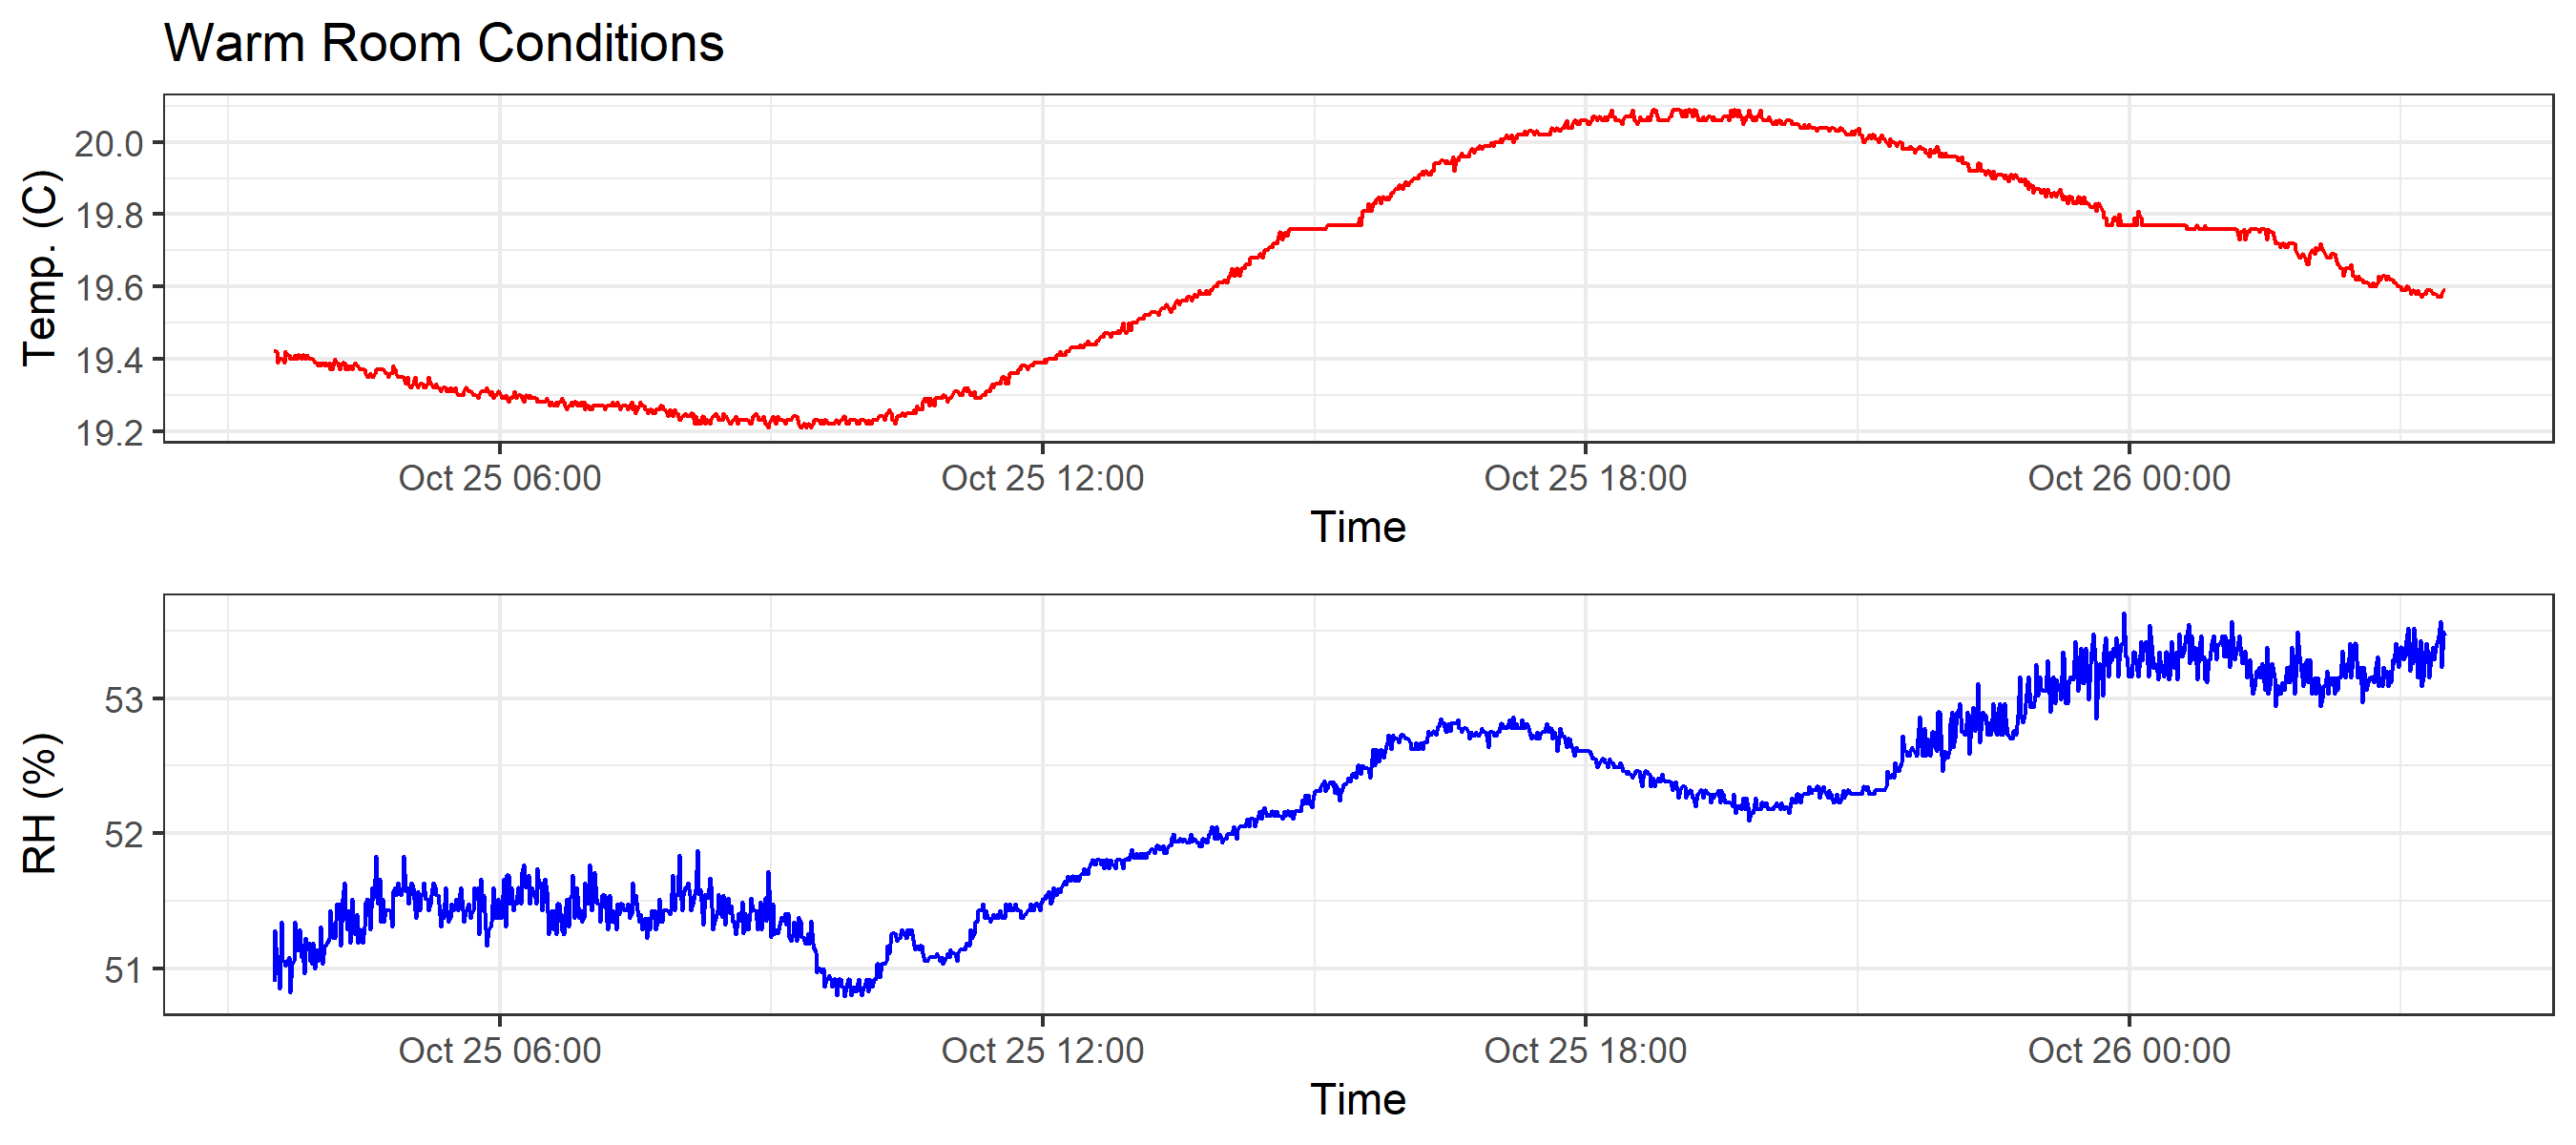 Warm Room Conditions
Temp. (C)
20.0
19.8
19.6
19.4
19.2
Oct 25 06:00 Oct 25 12:00 Oct 25 18:00 Oct 26 00:00
Time
RH (%)
53
52
51
Oct 25 06:00 Oct 25 12:00 Oct 25 18:00 Oct 26 00:00
Time